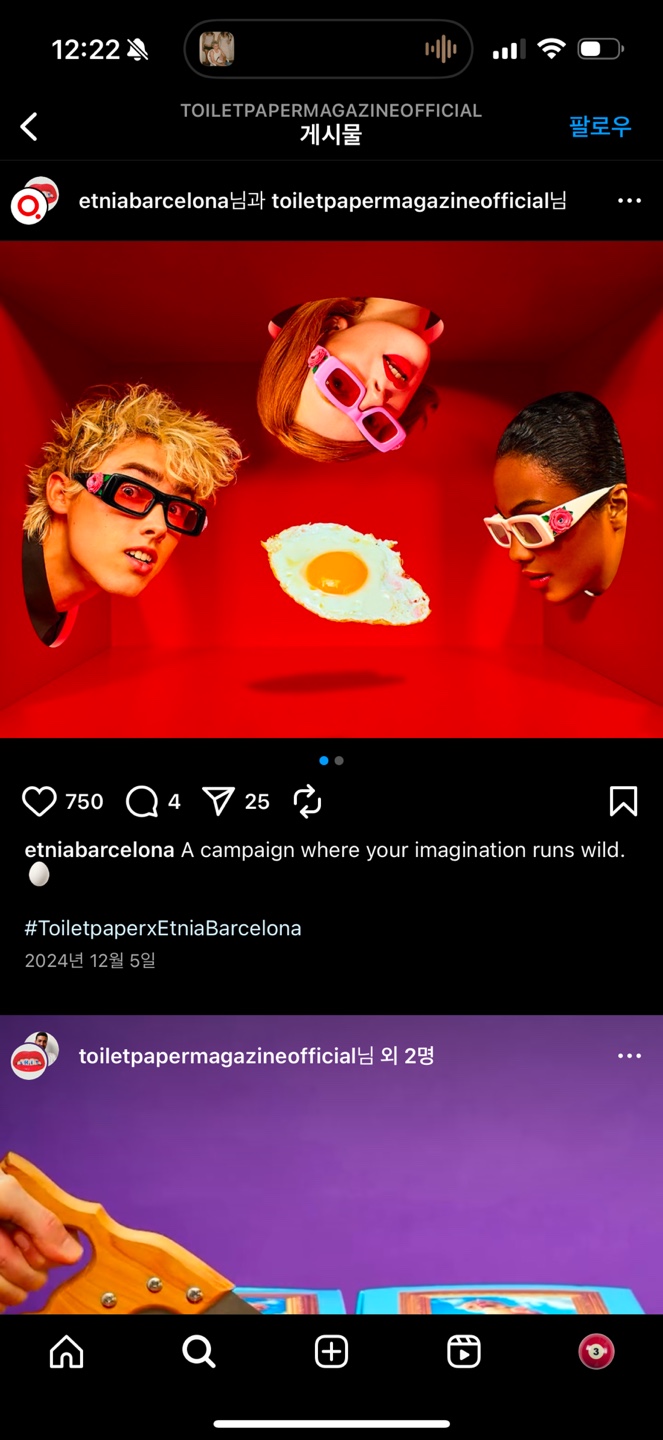 12:22
TOILETPAPERMAGAZINEOFFICIAL
게시물
팔로우
etniabarcelona님과 toiletpapermagazineofficial님
750
4
25
etniabarcelona A campaign where your imagination runs wild.
#ToiletpaperxEtniaBarcelona
2024년 12월 5일
toiletpapermagazineofficial님 외 2명
3